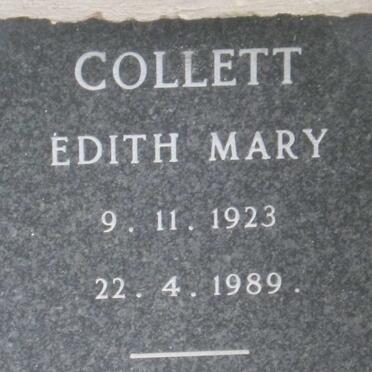 COLLETT
EDITH MARY
9 . 11 . 1923
22 . 4 . 1989 .